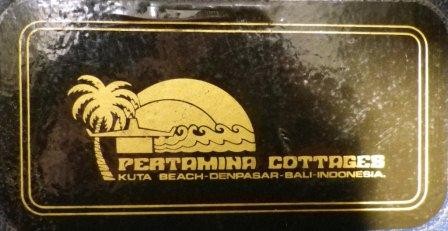 PERTAMINA COTTAGES
KUTA BEACH-DENPASAR-BALI-INDONESIA.